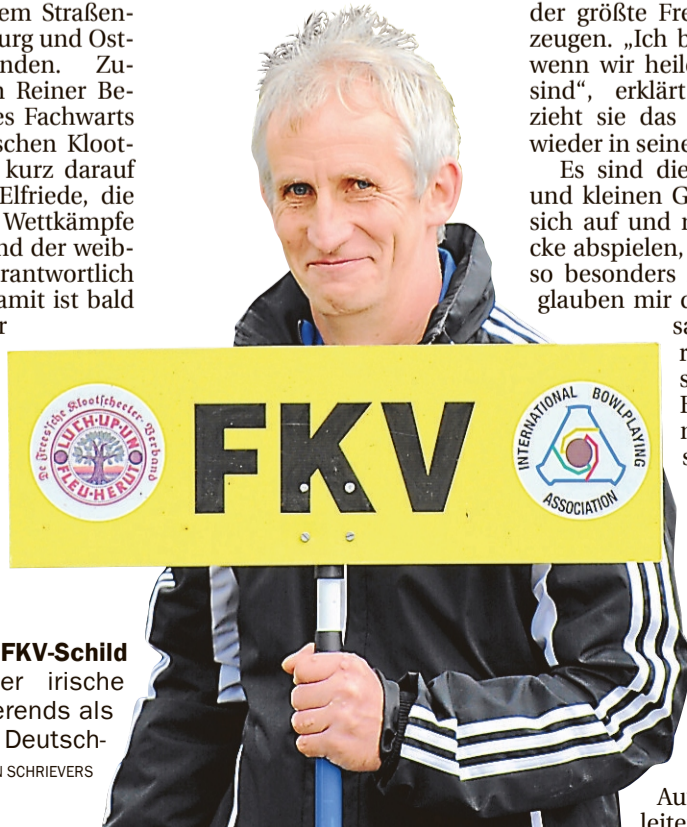 em Straßen-
urg und Ost-
nden. Zu-
n Reiner Be-
es Fachwarts
schen Kloot-
kurz darauf
Elfriede, die
Wettkämpfe
nd der weib-
rantwortlich
amit ist bald
r
der größte Fre
zeugen. „Ich b
wenn wir heile
sind“, erklärt
zieht sie das
wieder in seine
Es sind die
und kleinen G
sich auf und n
cke abspielen,
so besonders
glauben mir d
sa
De Frees'sche Klootscheeter-Verbond
LÜCH·UP·UN
FLEU·HERUT
FKV
INTERNATIONAL BOWLPLAYING
ASSOCIATION
FKV-Schild
er irische
erends als
Deutsch-
N SCHRIEVERS
Au
leite